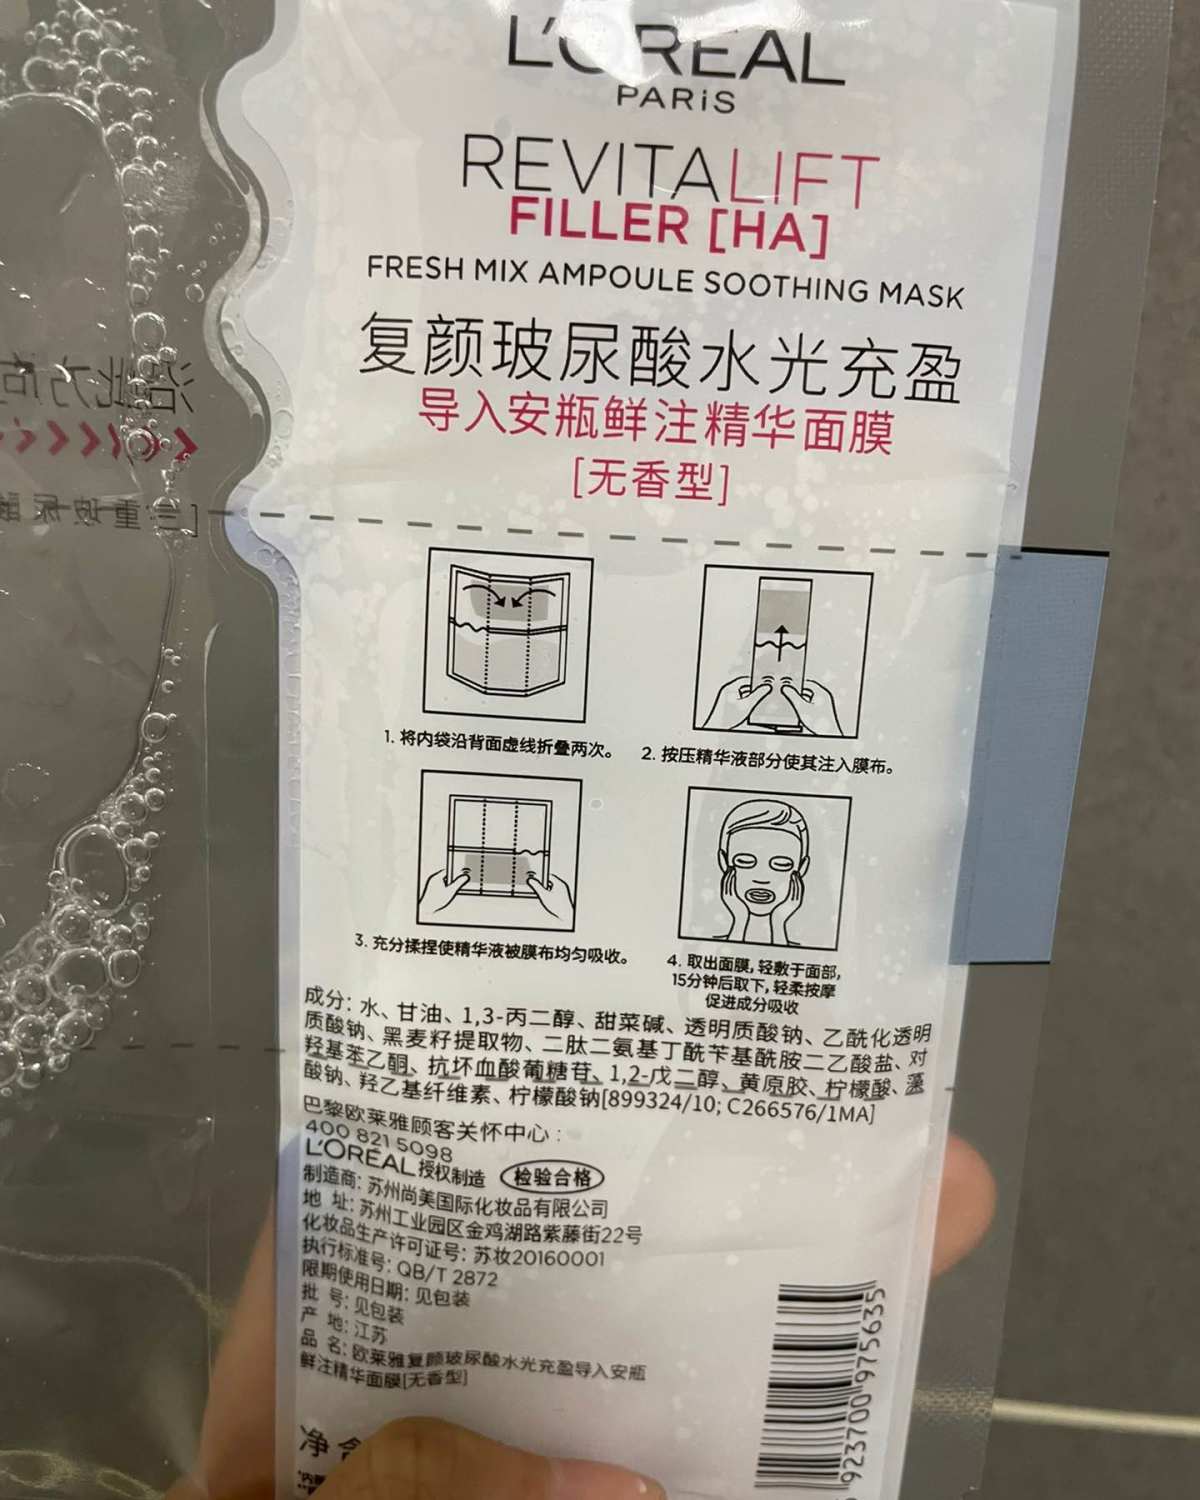 L'ORÉAL
PARiS
REVITALIFT
FILLER [HA]
FRESH MIX AMPOULE SOOTHING MASK
复颜玻尿酸水光充盈
导入安瓶鲜注精华面膜
[无香型]
沿此方向
三重玻尿酸
1. 将内袋沿背面虚线折叠两次。
2. 按压精华液部分使其注入膜布。
3. 充分揉捏使精华液被膜布均匀吸收。
4. 取出面膜, 轻敷于面部,
15分钟后取下, 轻柔按摩
促进成分吸收
成分: 水、甘油、1,3-丙二醇、甜菜碱、透明质酸钠、乙酰化透明
质酸钠、黑麦籽提取物、二肽二氨基丁酰苄基酰胺二乙酸盐、对
羟基苯乙酮、抗坏血酸葡糖苷、1,2-戊二醇、黄原胶、柠檬酸、藻
酸钠、羟乙基纤维素、柠檬酸钠[899324/10; C266576/1MA]
巴黎欧莱雅顾客关怀中心:
400 821 5098
L'ORÉAL授权制造 检验合格
制造商: 苏州尚美国际化妆品有限公司
地 址: 苏州工业园区金鸡湖路紫藤街22号
化妆品生产许可证号: 苏妆20160001
执行标准号: QB/T 2872
限期使用日期: 见包装
批 号: 见包装
产 地: 江苏
品 名: 欧莱雅复颜玻尿酸水光充盈导入安瓶
鲜注精华面膜[无香型]
净
923700 975635